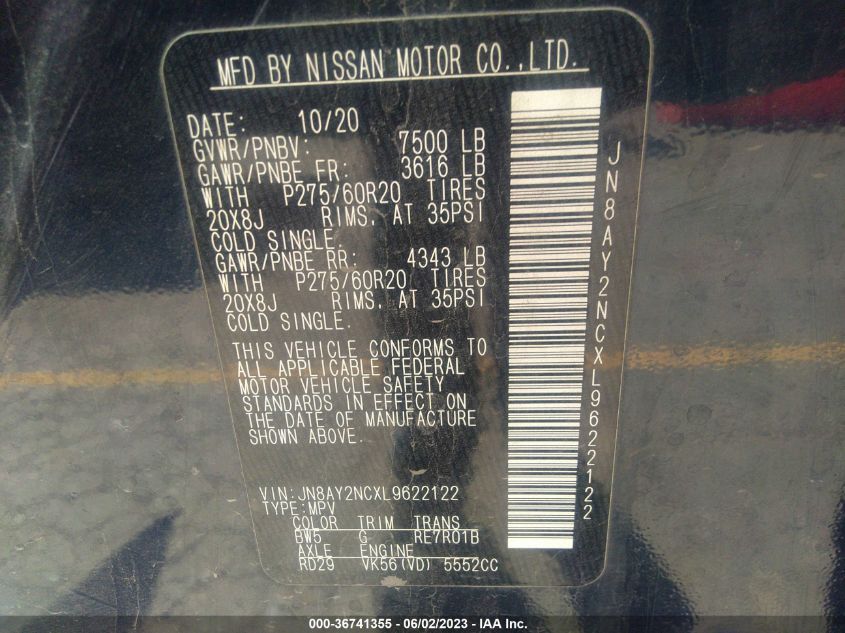 MFD BY NISSAN MOTOR CO.,LTD.
DATE: 10/20
GVWR/PNBV: 7500 LB
GAWR/PNBE FR: 3616 LB
WITH P275/60R20 TIRES
20X8J RIMS, AT 35PSI
COLD SINGLE.
GAWR/PNBE RR: 4343 LB
WITH P275/60R20 TIRES
20X8J RIMS, AT 35PSI
COLD SINGLE.
THIS VEHICLE CONFORMS TO
ALL APPLICABLE FEDERAL
MOTOR VEHICLE SAFETY
STANDARDS IN EFFECT ON
THE DATE OF MANUFACTURE
SHOWN ABOVE.
VIN:JN8AY2NCXL9622122
TYPE:MPV
COLOR TRIM TRANS
BW5 G RE7R01B
AXLE ENGINE
RD29 VK56(VD) 5552CC
JN8AY2NCXL9622122
000-36741355 - 06/02/2023 - IAA Inc.